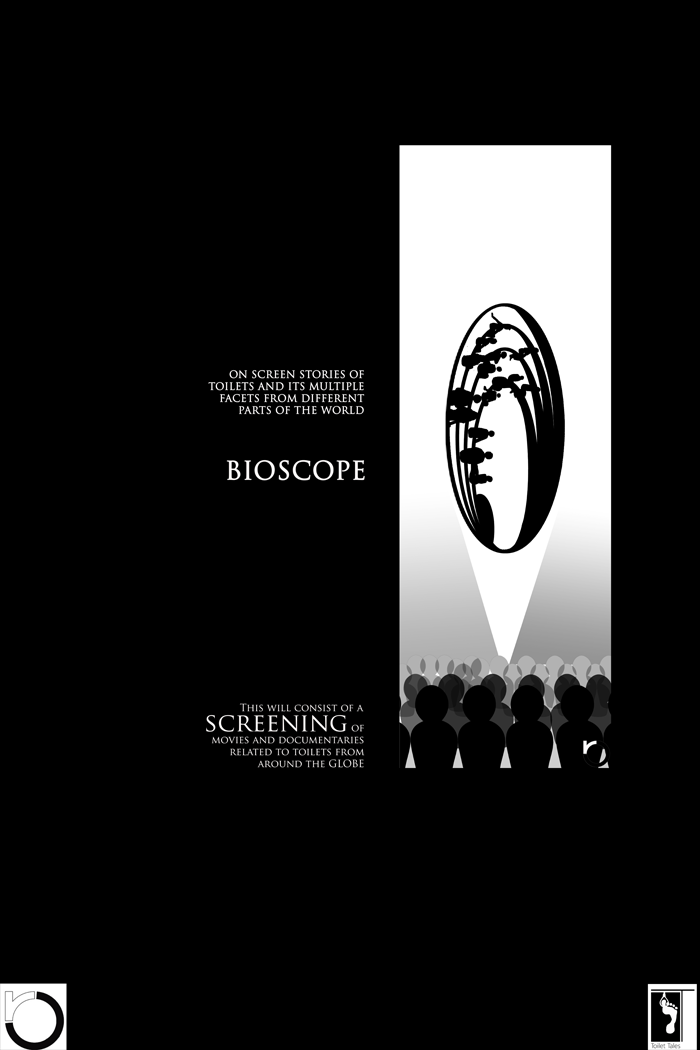 ON SCREEN STORIES OF
TOILETS AND ITS MULTIPLE
FACETS FROM DIFFERENT
PARTS OF THE WORLD
BIOSCOPE
THIS WILL CONSIST OF A
SCREENING OF
MOVIES AND DOCUMENTARIES
RELATED TO TOILETS FROM
AROUND THE GLOBE
Toilet Tales